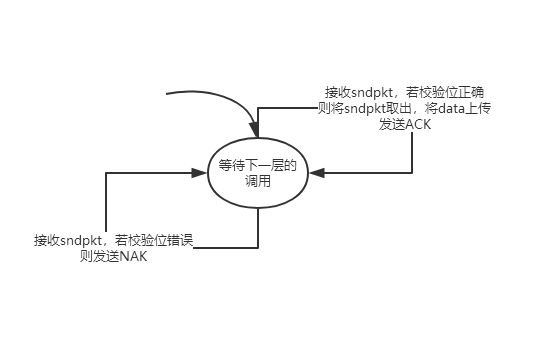 接收sndpkt，若校验位正确
则将sndpkt取出，将data上传
发送ACK
等待下一层的
调用
接收sndpkt，若校验位错误
则发送NAK